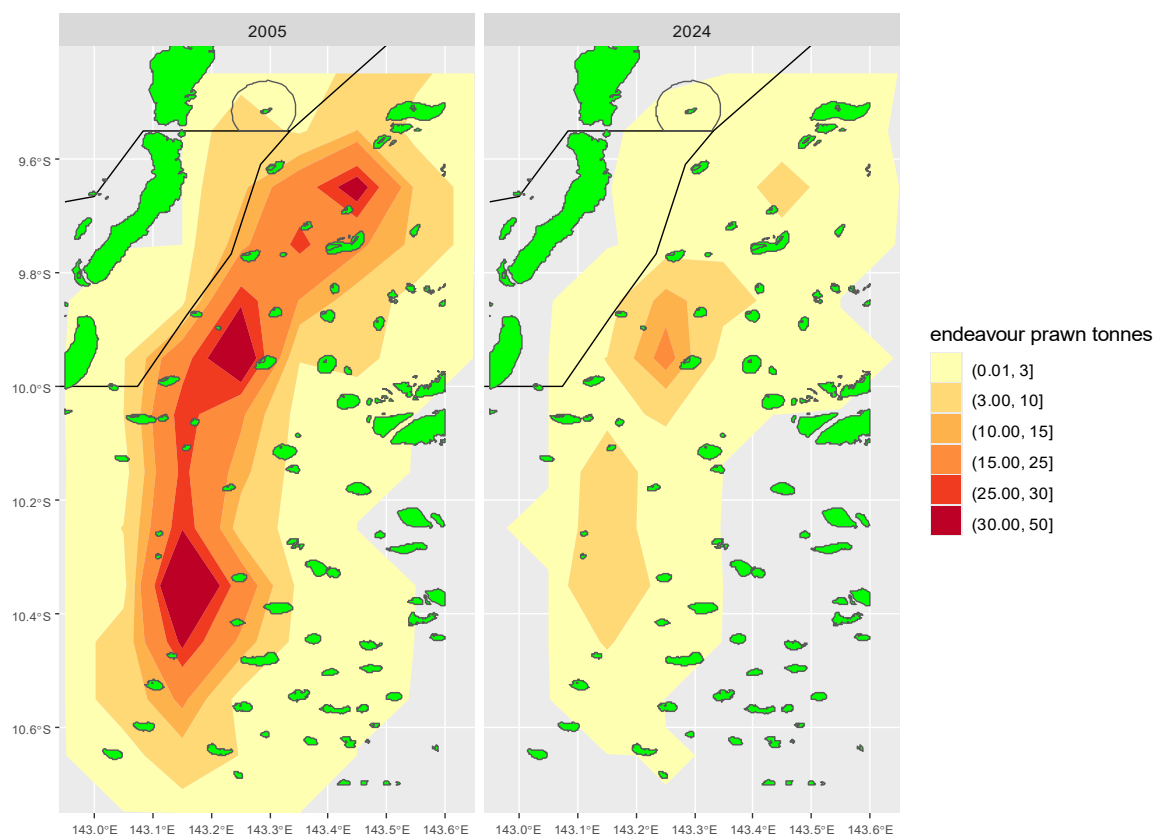 2005
2024
9.6°S
9.8°S
10.0°S
10.2°S
10.4°S
10.6°S
143.0°E 143.1°E 143.2°E 143.3°E 143.4°E 143.5°E 143.6°E
143.0°E 143.1°E 143.2°E 143.3°E 143.4°E 143.5°E 143.6°E
endeavour prawn tonnes
(0.01, 3]
(3.00, 10]
(10.00, 15]
(15.00, 25]
(25.00, 30]
(30.00, 50]